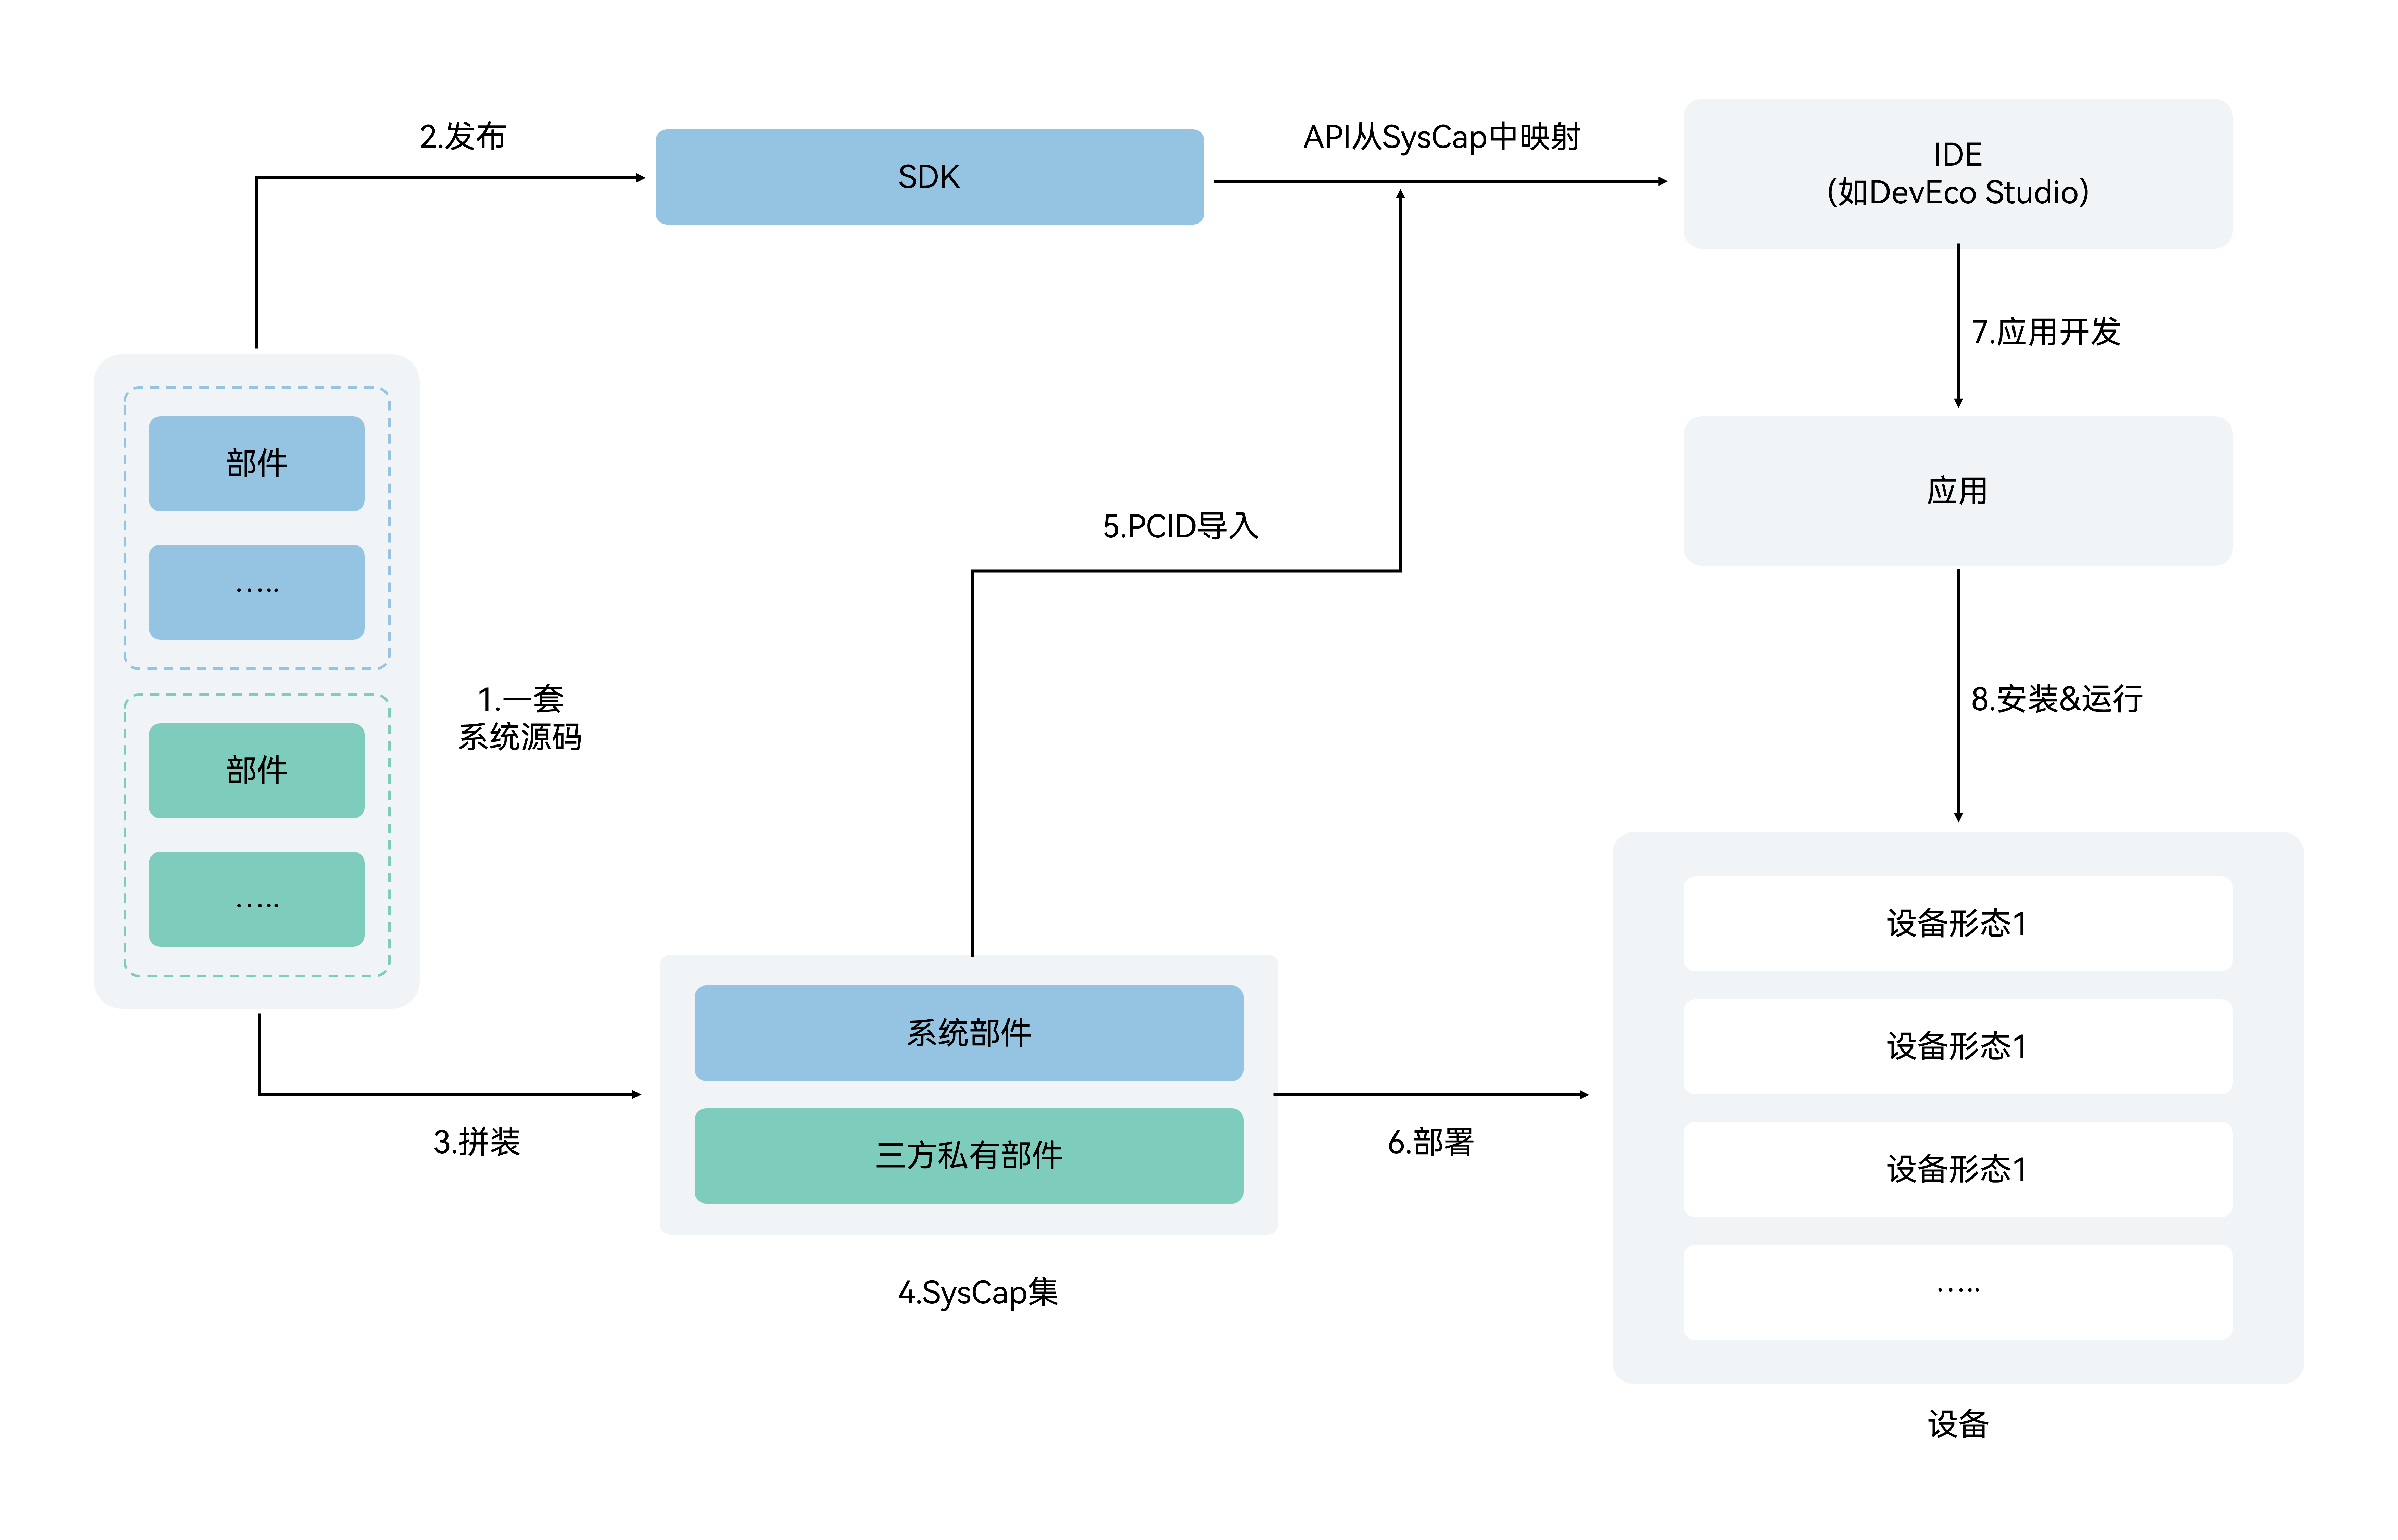 2.发布
SDK
API从SysCap中映射
IDE
(如DevEco Studio)
7.应用开发
部件
.....
部件
.....
1.一套
系统源码
5.PCID导入
应用
8.安装&运行
3.拼装
系统部件
三方私有部件
4.SysCap集
6.部署
设备形态1
设备形态1
设备形态1
.....
设备